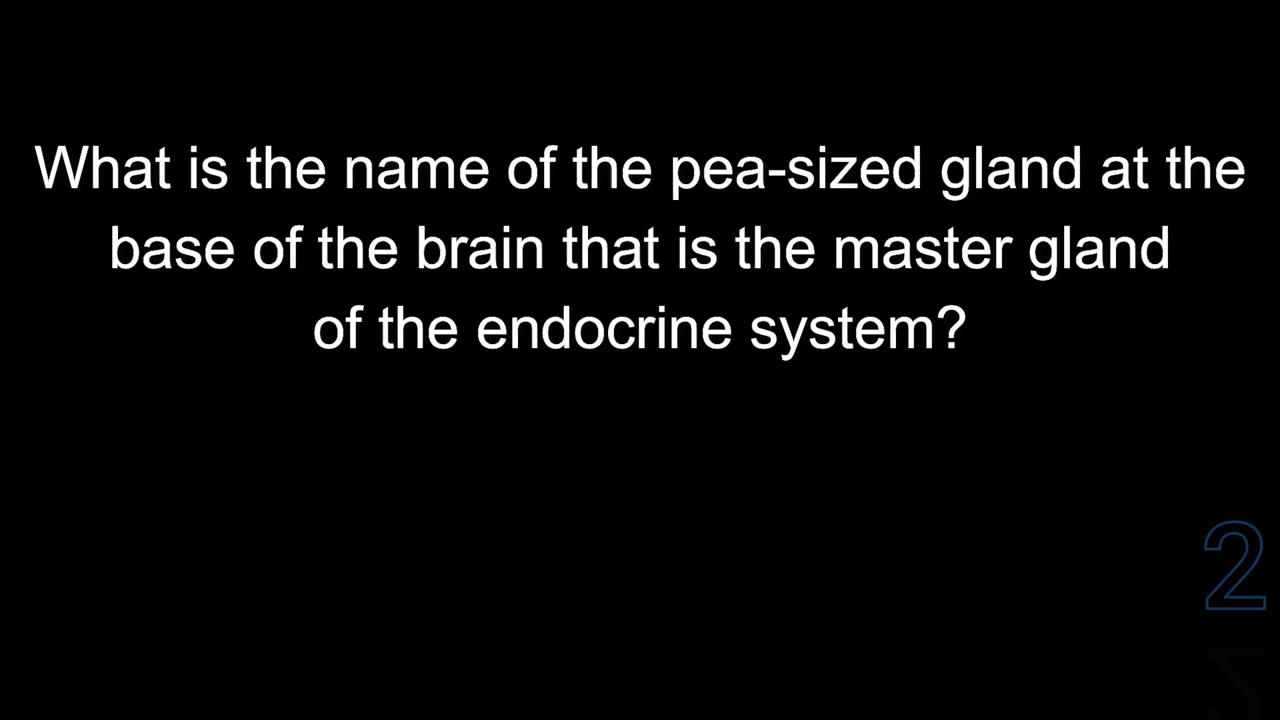 What is the name of the pea-sized gland at the
base of the brain that is the master gland
of the endocrine system?
2